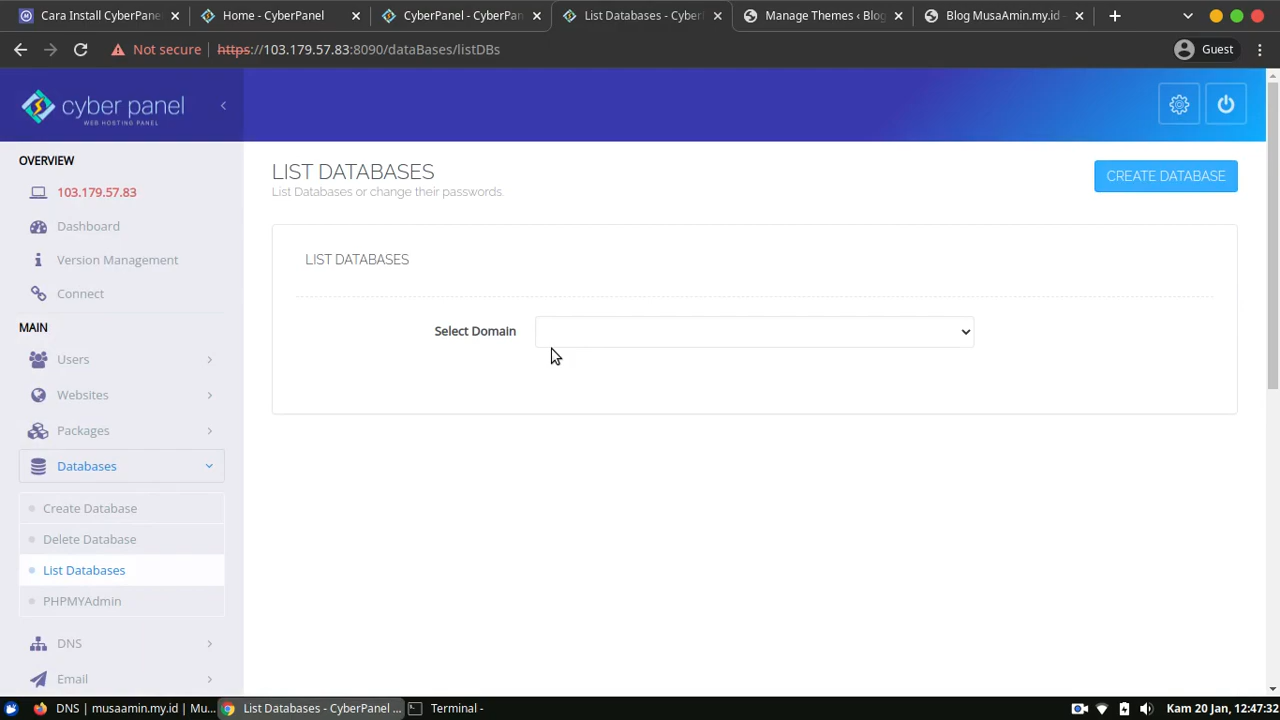 Cara Install CyberPane
Home - CyberPanel
CyberPanel - CyberPan
List Databases - Cyberf
Manage Themes ‹ Blog
Blog MusaAmin.my.id -
Not secure
https://103.179.57.83:8090/dataBases/listDBs
Guest
cyber panel
WEB HOSTING PANEL
OVERVIEW
103.179.57.83
Dashboard
Version Management
Connect
MAIN
Users
Websites
Packages
Databases
Create Database
Delete Database
List Databases
PHPMYAdmin
DNS
Email
LIST DATABASES
List Databases or change their passwords.
CREATE DATABASE
LIST DATABASES
Select Domain
DNS | musaamin.my.id | Mu...
List Databases - CyberPanel ...
Terminal -
Kam 20 Jan, 12:47:32